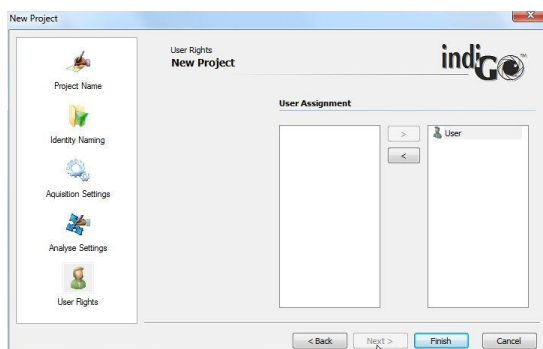 New Project
User Rights
New Project
indiGo™
Project Name
Identity Naming
Aquisition Settings
Analyse Settings
User Rights
User Assignment
>
<
User
< Back
Next >
Finish
Cancel